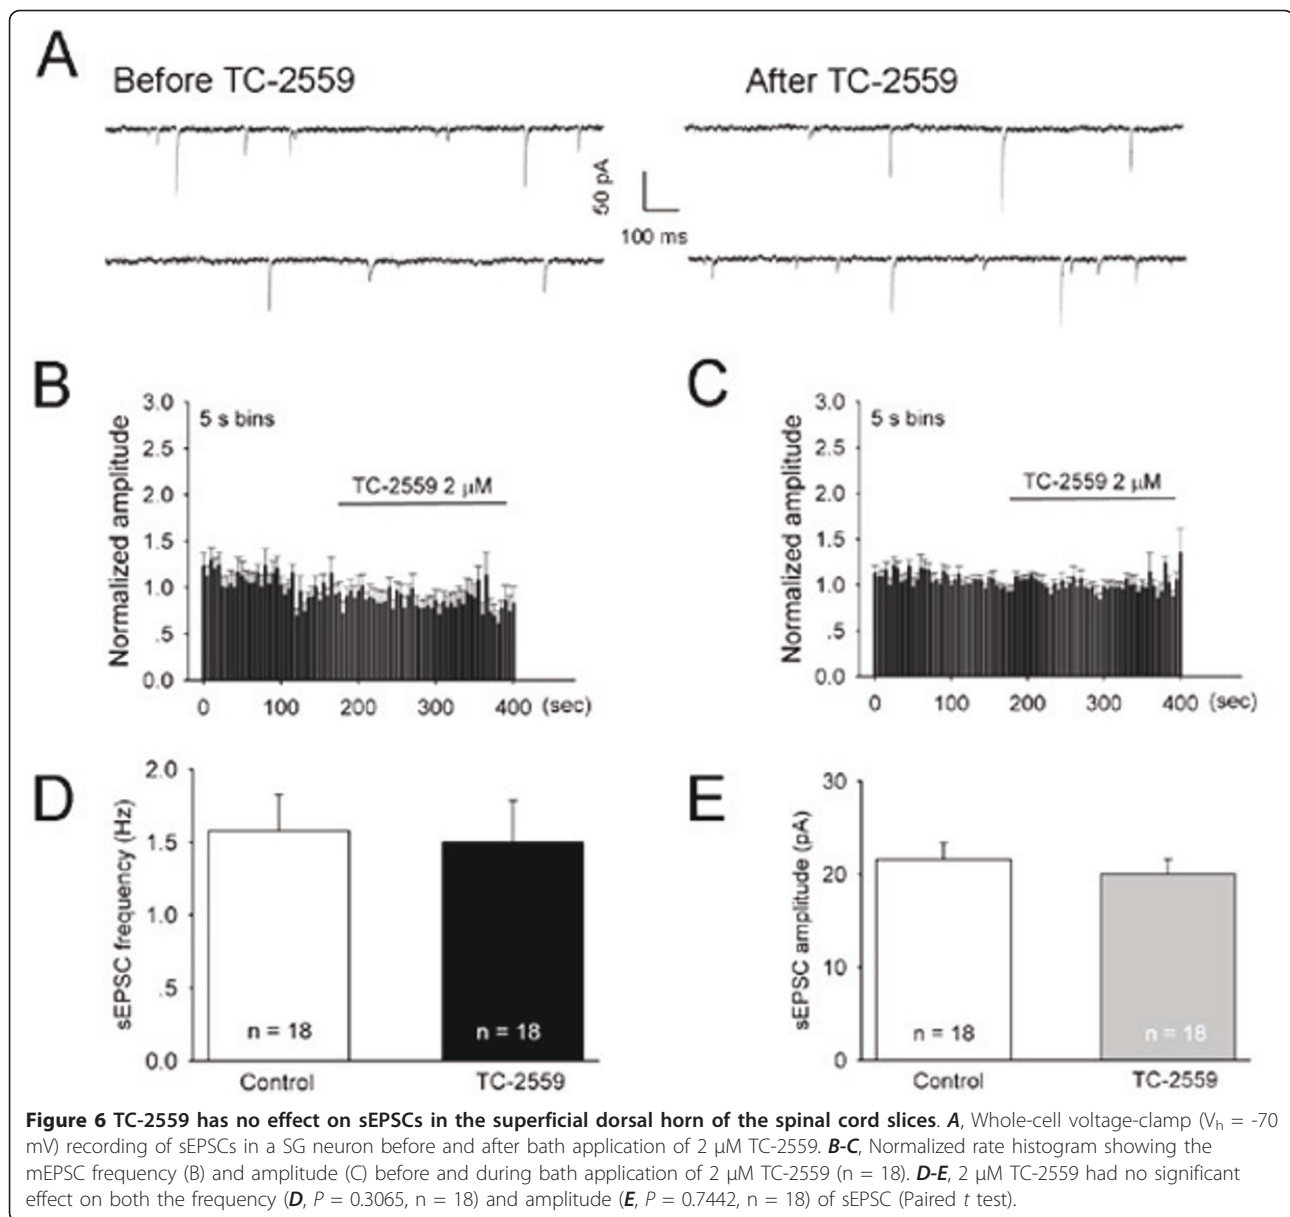 A
Before TC-2559
After TC-2559
50 pA
100 ms
B
Normalized amplitude
3.0
2.5
2.0
1.5
1.0
.5
0.0
5 s bins
TC-2559 2 μM
0 100 200 300 400 (sec)
C
Normalized amplitude
3.0
2.5
2.0
1.5
1.0
.5
0.0
5 s bins
TC-2559 2 μM
0 100 200 300 400 (sec)
D
sEPSC frequency (Hz)
2.0
1.5
1.0
.5
0.0
n = 18
n = 18
Control
TC-2559
E
sEPSC amplitude (pA)
30
20
10
0
n = 18
n = 18
Control
TC-2559
Figure 6 TC-2559 has no effect on sEPSCs in the superficial dorsal horn of the spinal cord slices. A, Whole-cell voltage-clamp (Vh = -70
mV) recording of sEPSCs in a SG neuron before and after bath application of 2 μM TC-2559. B-C, Normalized rate histogram showing the
mEPSC frequency (B) and amplitude (C) before and during bath application of 2 μM TC-2559 (n = 18). D-E, 2 μM TC-2559 had no significant
effect on both the frequency (D, P = 0.3065, n = 18) and amplitude (E, P = 0.7442, n = 18) of sEPSC (Paired t test).